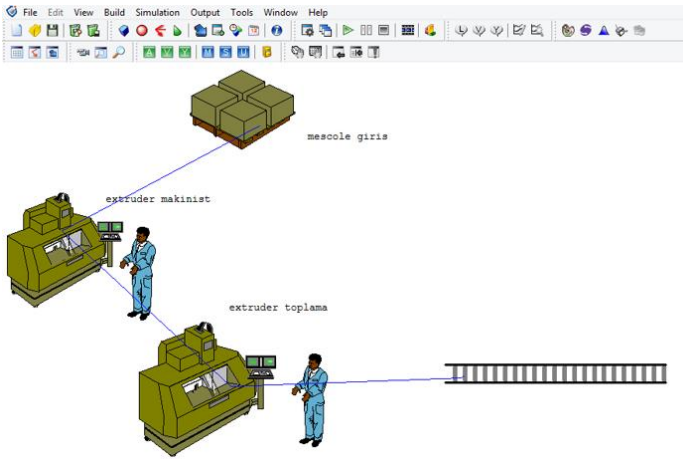 File Edit View Build Simulation Output Tools Window Help
mescole giris
extruder makinist
extruder toplama